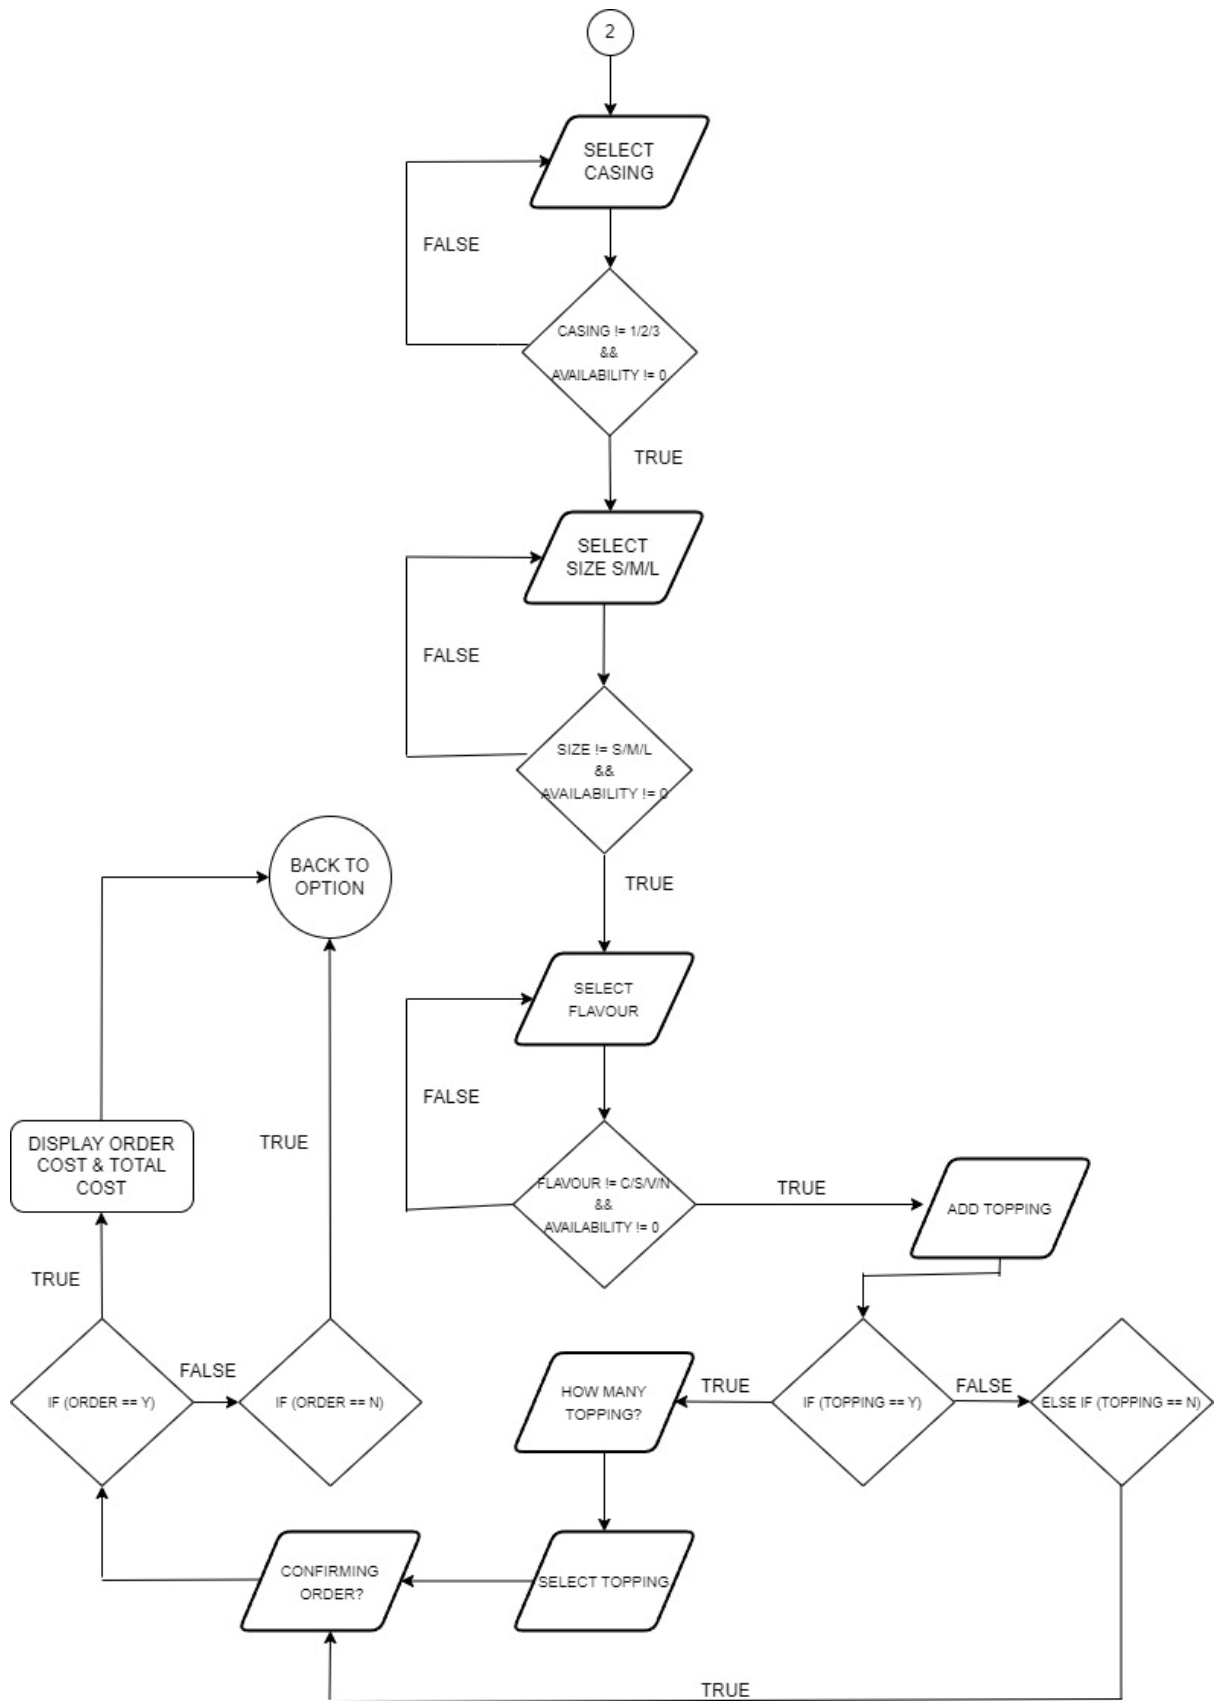 2
SELECT
CASING
FALSE
CASING != 1/2/3
&&
AVAILABILITY != 0
TRUE
SELECT
SIZE S/M/L
FALSE
SIZE != S/M/L
&&
AVAILABILITY != 0
BACK TO
OPTION
TRUE
SELECT
FLAVOUR
FALSE
DISPLAY ORDER
COST & TOTAL
COST
TRUE
FLAVOUR != C/S/V/N
&&
AVAILABILITY != 0
TRUE
ADD TOPPING
TRUE
IF (ORDER == Y)
FALSE
IF (ORDER == N)
HOW MANY
TOPPING?
TRUE
IF (TOPPING == Y)
FALSE
ELSE IF (TOPPING == N)
CONFIRMING
ORDER?
SELECT TOPPING
TRUE